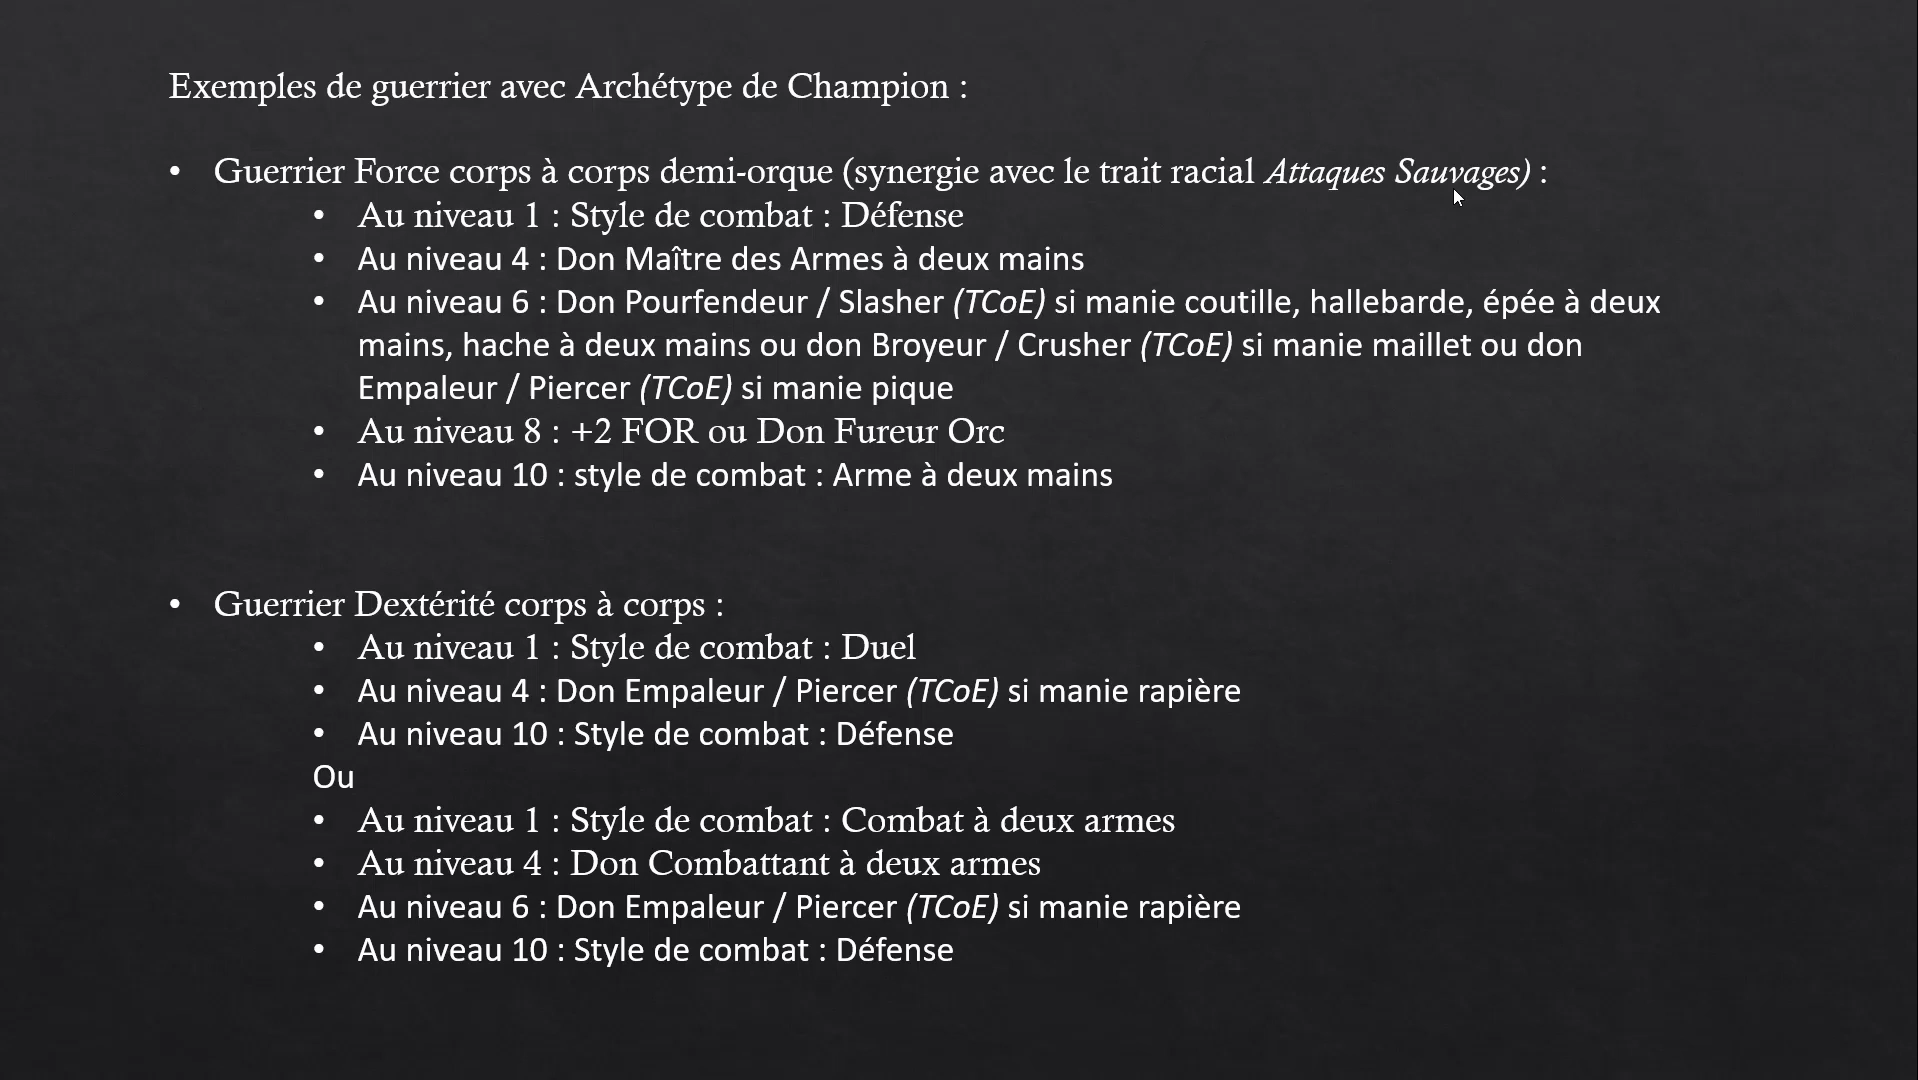 Exemples de guerrier avec Archétype de Champion :
• Guerrier Force corps à corps demi-orque (synergie avec le trait racial Attaques Sauvages) :
• Au niveau 1 : Style de combat : Défense
• Au niveau 4 : Don Maître des Armes à deux mains
• Au niveau 6 : Don Pourfendeur / Slasher (TCoE) si manie coutille, hallebarde, épée à deux
mains, hache à deux mains ou don Broyeur / Crusher (TCoE) si manie maillet ou don
Empaleur / Piercer (TCoE) si manie pique
• Au niveau 8 : +2 FOR ou Don Fureur Orc
• Au niveau 10 : style de combat : Arme à deux mains
• Guerrier Dextérité corps à corps :
• Au niveau 1 : Style de combat : Duel
• Au niveau 4 : Don Empaleur / Piercer (TCoE) si manie rapière
• Au niveau 10 : Style de combat : Défense
Ou
• Au niveau 1 : Style de combat : Combat à deux armes
• Au niveau 4 : Don Combattant à deux armes
• Au niveau 6 : Don Empaleur / Piercer (TCoE) si manie rapière
• Au niveau 10 : Style de combat : Défense